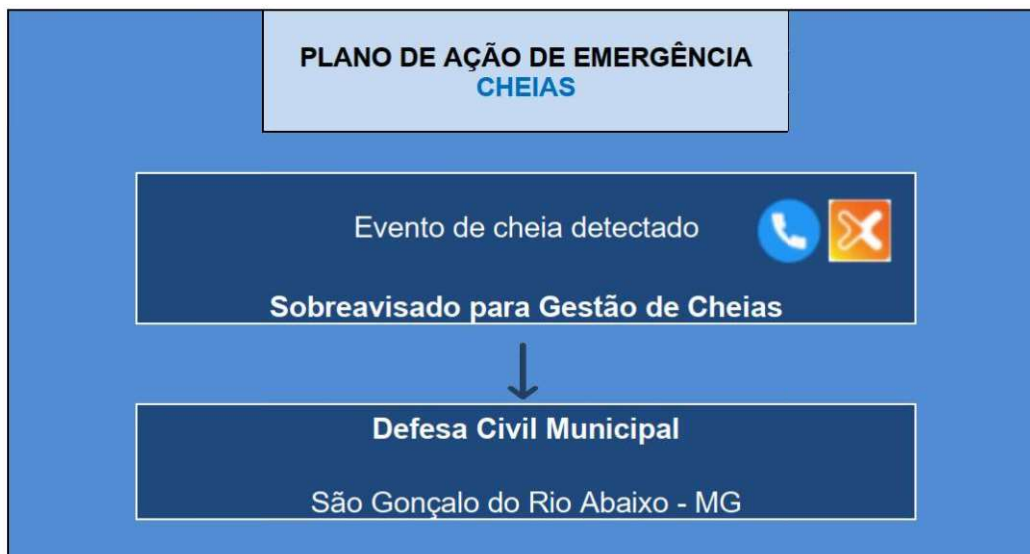 PLANO DE AÇÃO DE EMERGÊNCIA
CHEIAS
Evento de cheia detectado
Sobreavisado para Gestão de Cheias
Defesa Civil Municipal
São Gonçalo do Rio Abaixo - MG